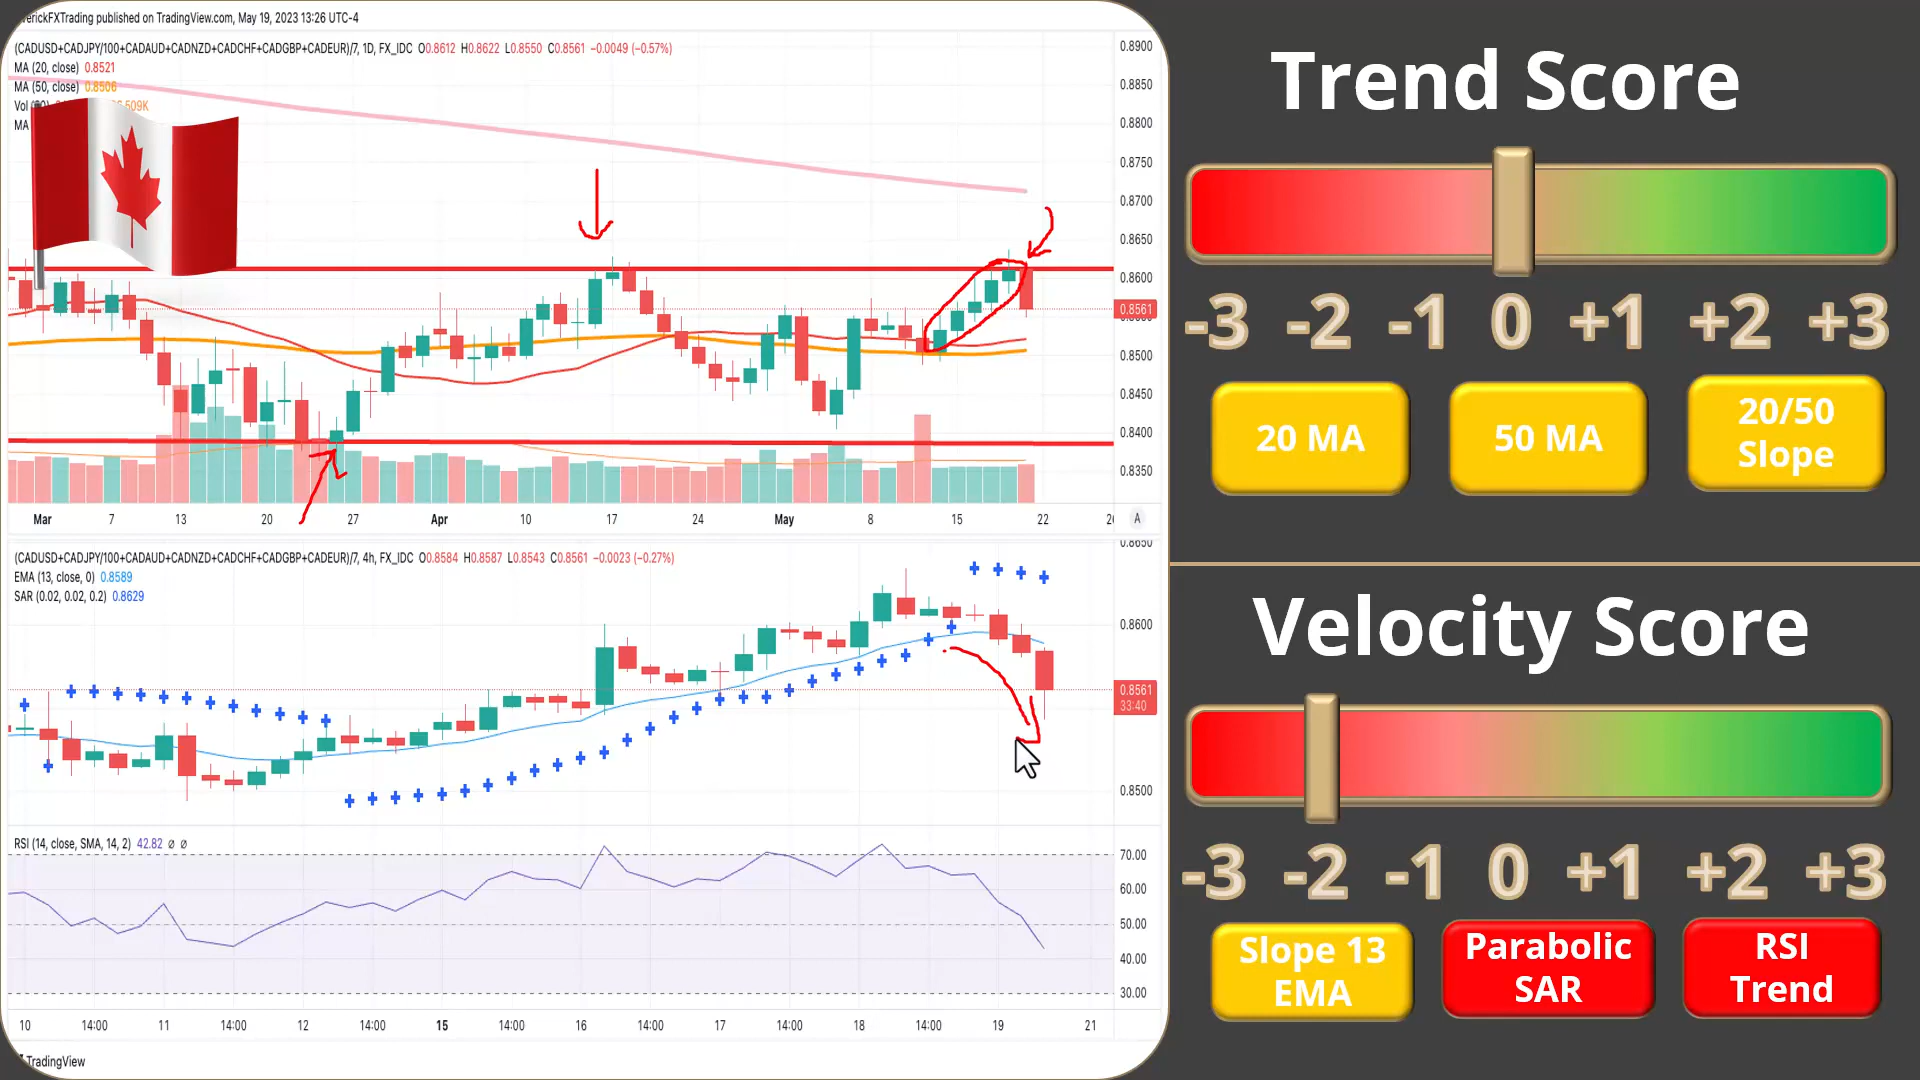 erickFXTrading published on TradingView.com, May 19, 2023 13:26 UTC-4
(CADUSD+CADJPY/100+CADAUD+CADNZD+CADCHF+CADGBP+CADEUR)/7, 1D, FX_IDC O0.8612 H0.8622 L0.8550 C0.8561 −0.0049 (−0.57%)
MA (20, close) 0.8521
MA (50, close) 0.8506
Vol 509K
MA
0.8900
0.8850
0.8800
0.8750
0.8700
0.8650
0.8600
0.8561
0.8500
0.8450
0.8400
0.8350
Mar 7 13 20 27 Apr 10 17 24 May 8 15 22 A
(CADUSD+CADJPY/100+CADAUD+CADNZD+CADCHF+CADGBP+CADEUR)/7, 4h, FX_IDC O0.8584 H0.8587 L0.8543 C0.8561 −0.0023 (−0.27%)
EMA (13, close, 0) 0.8589
SAR (0.02, 0.02, 0.2) 0.8629
0.8650
0.8600
0.8561
33:40
0.8500
RSI (14, close, SMA, 14, 2) 42.82 ø ø
70.00
60.00
50.00
40.00
30.00
10 14:00 11 14:00 12 14:00 15 14:00 16 14:00 17 14:00 18 14:00 19 21
TradingView
Trend Score
-3 -2 -1 0 +1 +2 +3
20 MA
50 MA
20/50
Slope
Velocity Score
-3 -2 -1 0 +1 +2 +3
Slope 13
EMA
Parabolic
SAR
RSI
Trend